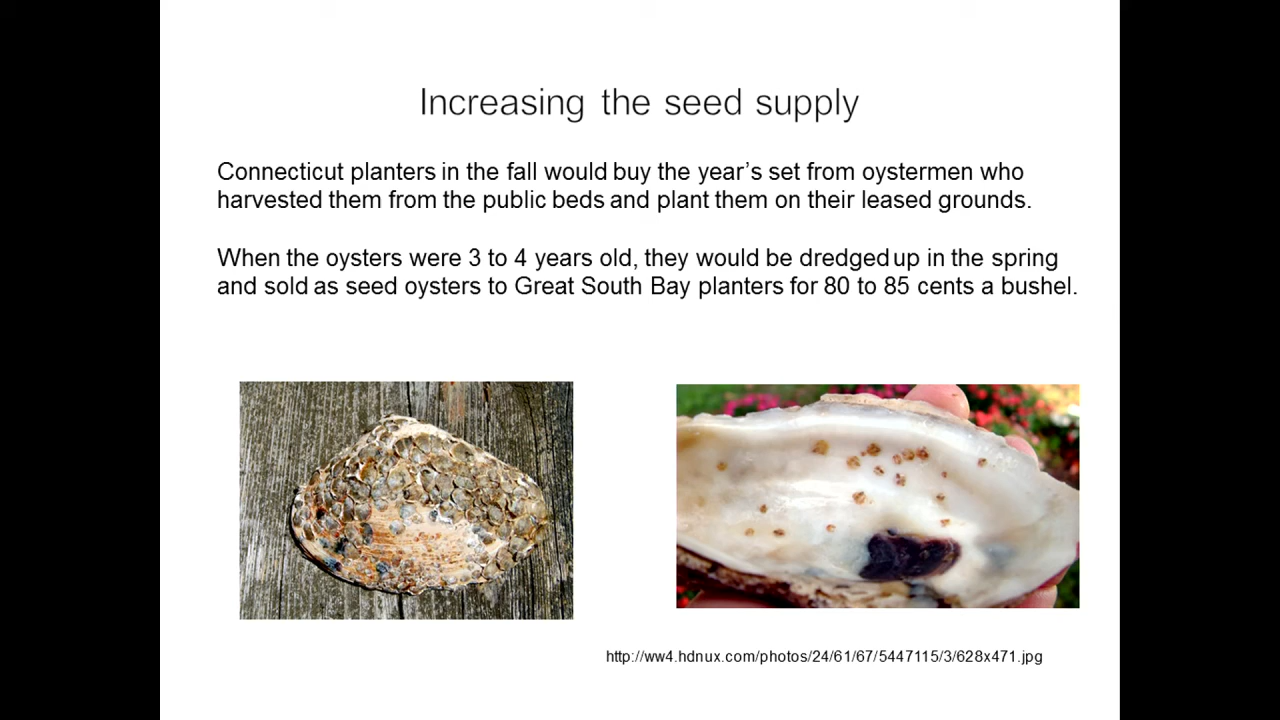 Increasing the seed supply
Connecticut planters in the fall would buy the year’s set from oystermen who
harvested them from the public beds and plant them on their leased grounds.
When the oysters were 3 to 4 years old, they would be dredged up in the spring
and sold as seed oysters to Great South Bay planters for 80 to 85 cents a bushel.
http://ww4.hdnux.com/photos/24/61/67/5447115/3/628x471.jpg